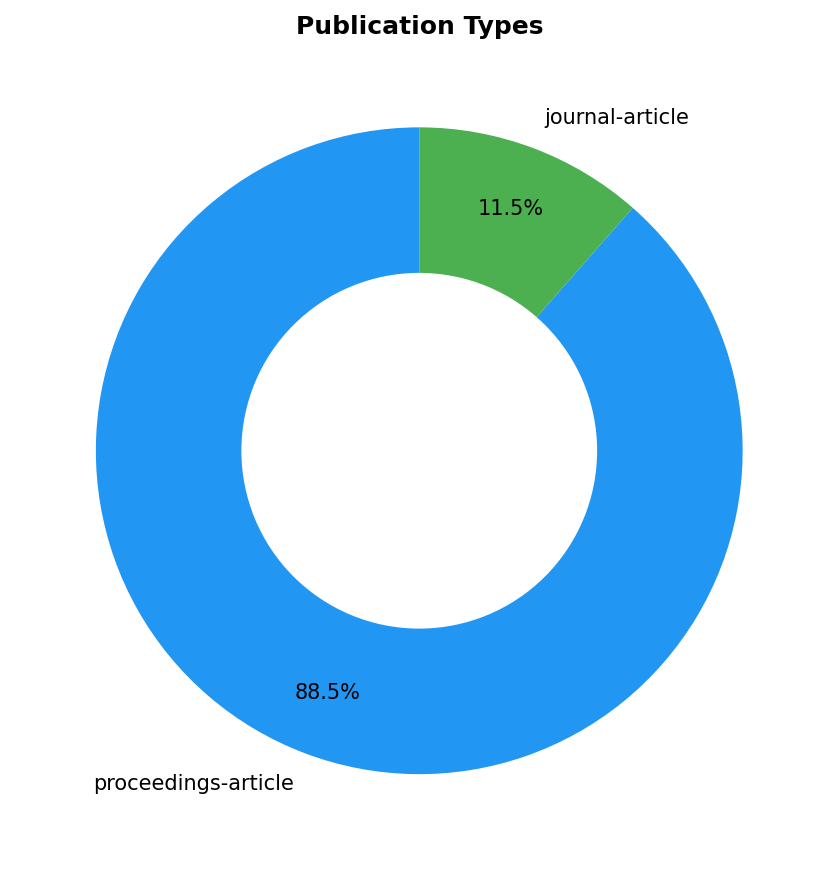 Publication Types
journal-article
11.5%
88.5%
proceedings-article